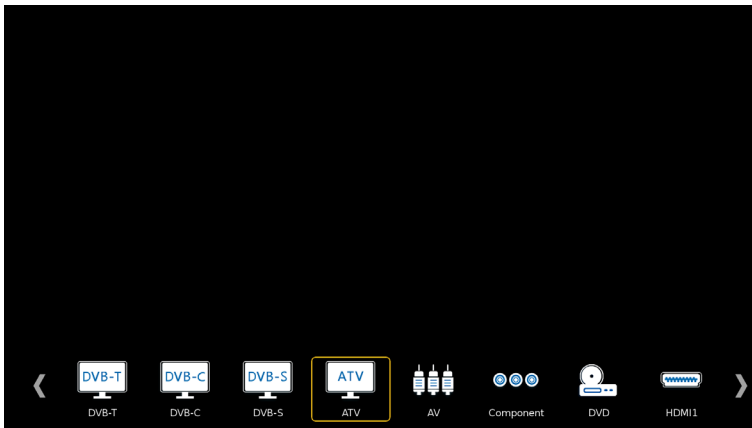 DVB-T DVB-C DVB-S ATV
DVB-T DVB-C DVB-S ATV AV Component DVD HDMI1